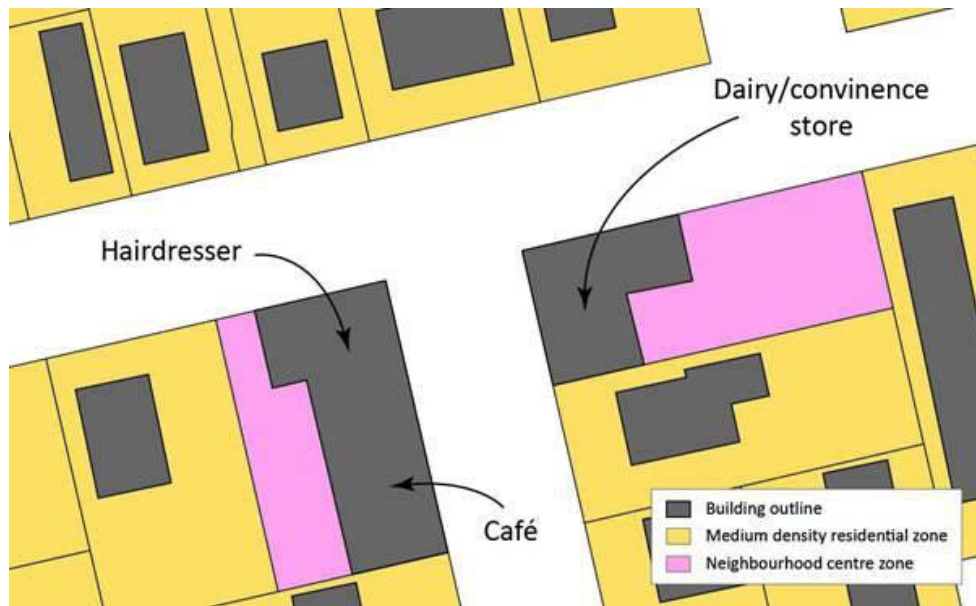 Dairy/convinence
store
Hairdresser
Café
Building outline
Medium density residential zone
Neighbourhood centre zone